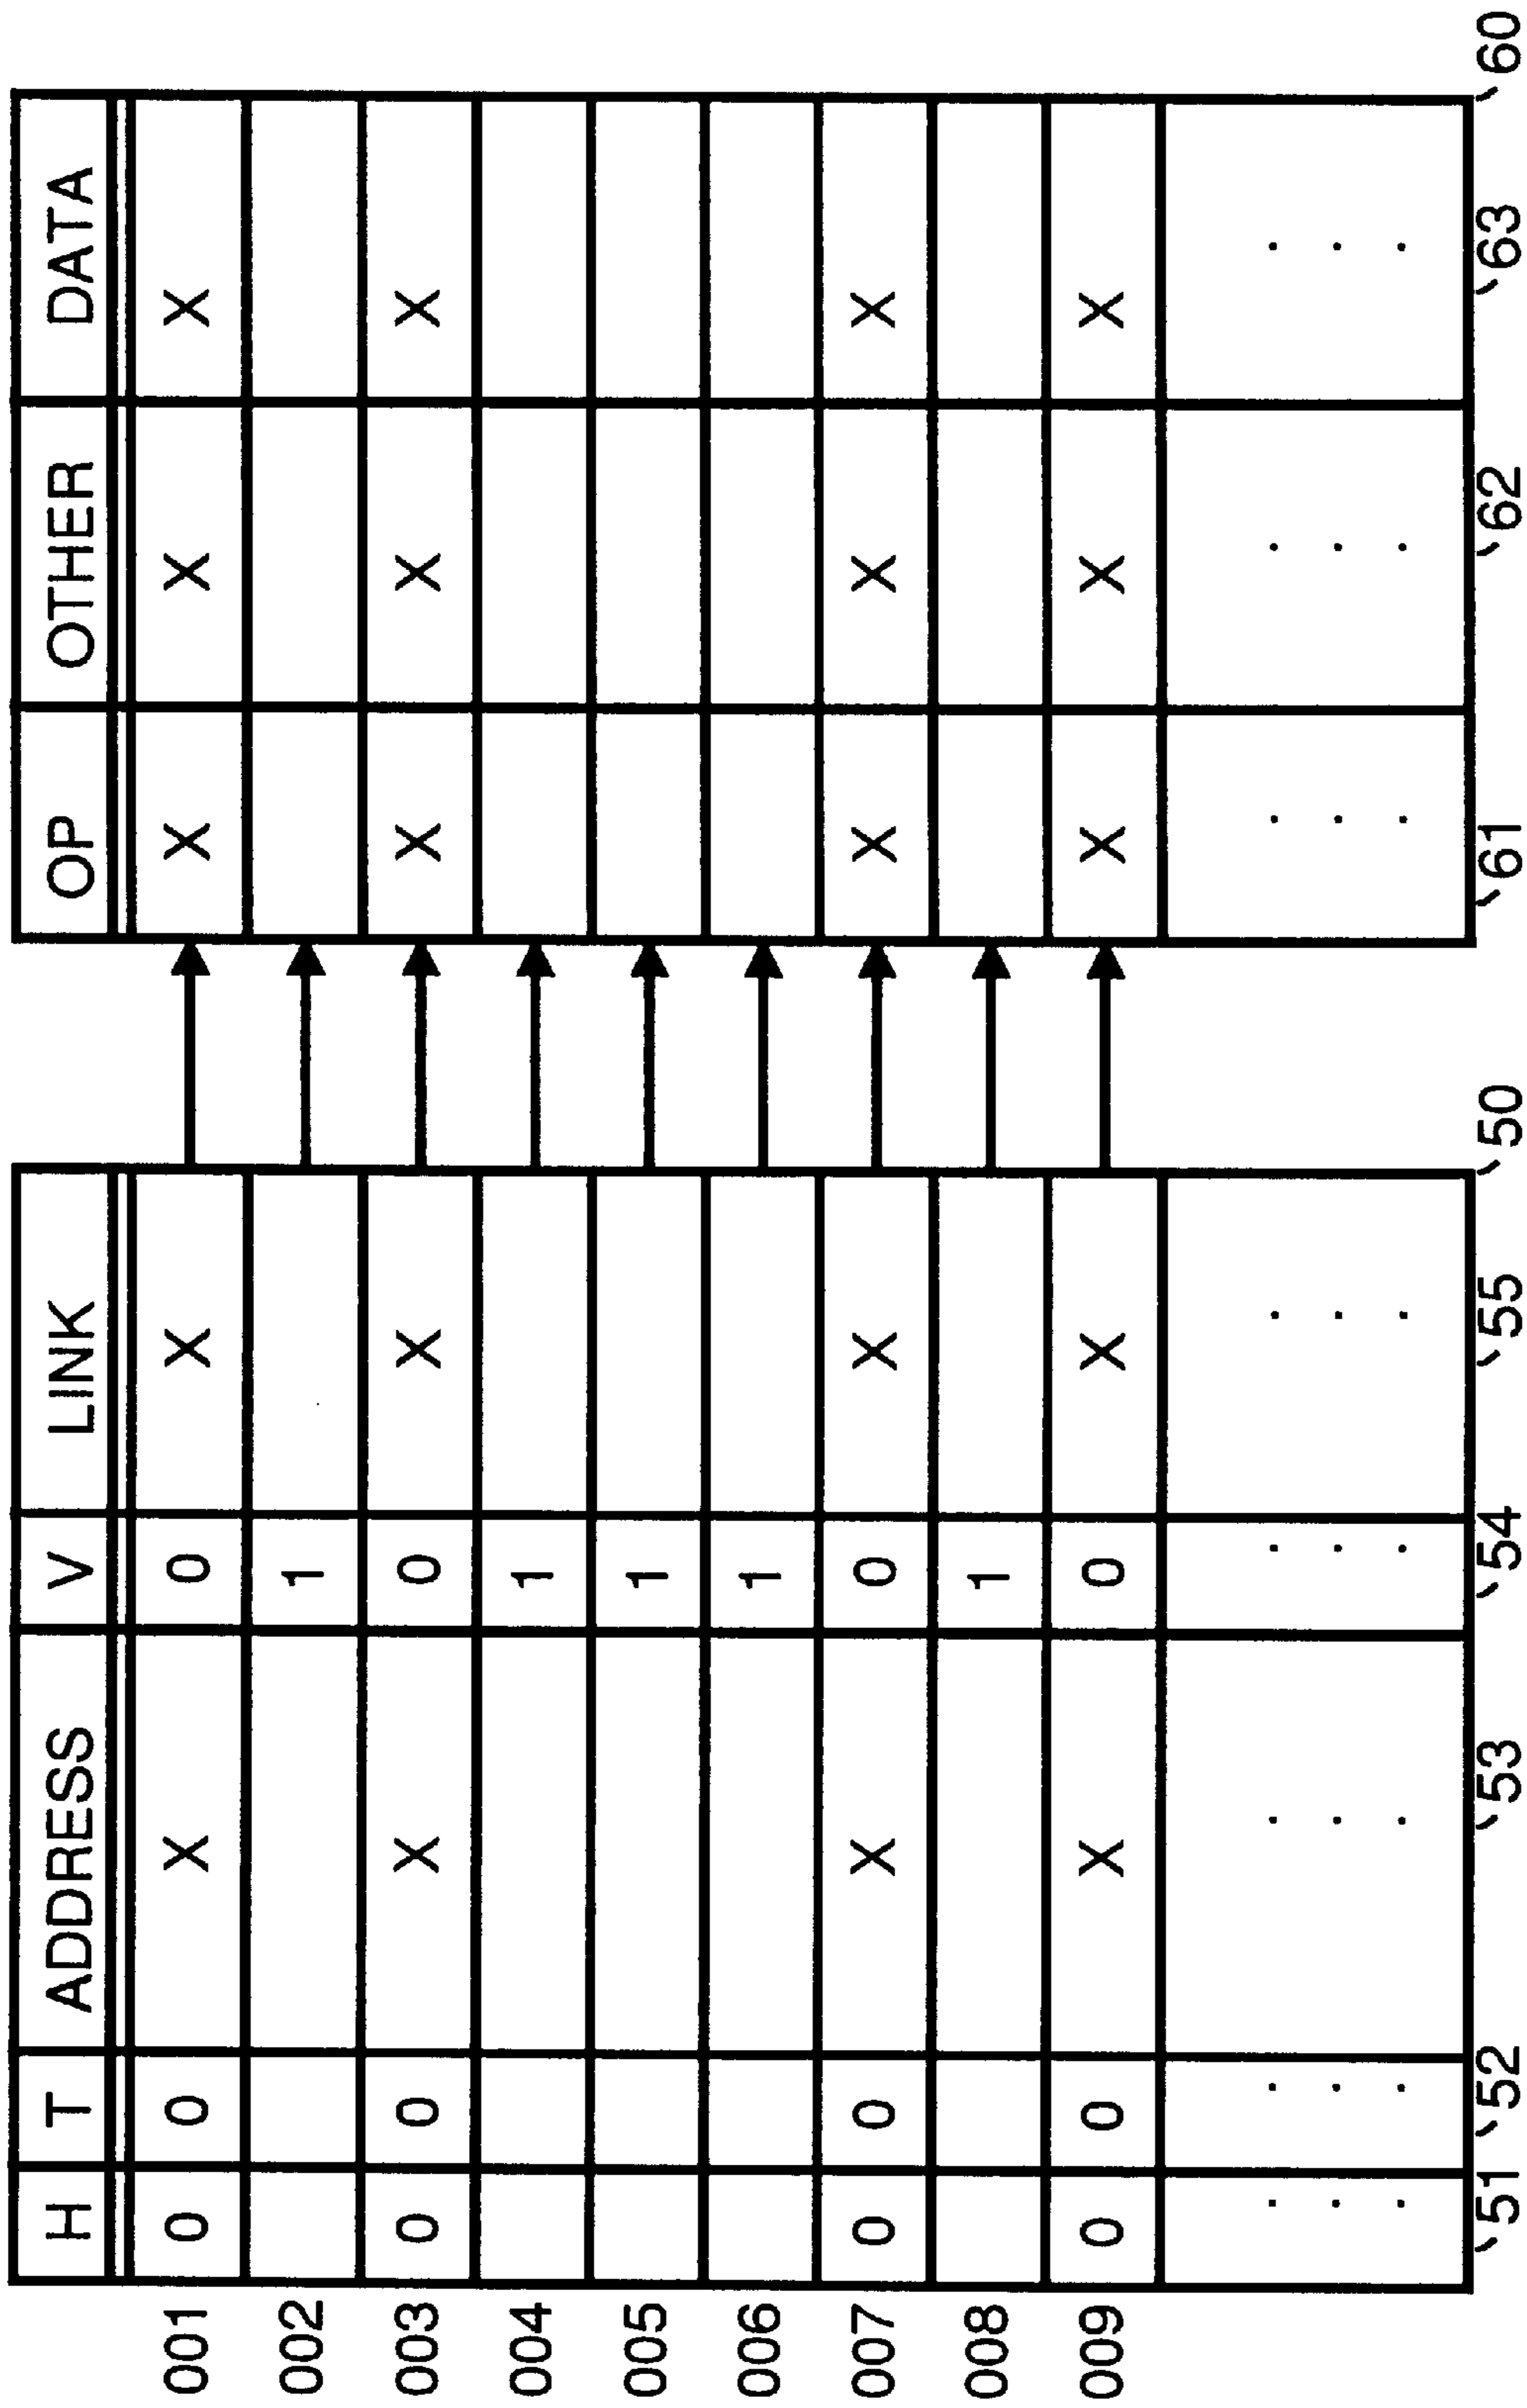 H T ADDRESS V LINK OP OTHER DATA
001 0 0 X 0 X X X X
002 1
003 0 0 X 0 X X X X
004 1
005 1
006 1
007 0 0 X 0 X X X X
008 1
009 0 0 X 0 X X X X
. . . . . . . .
. . . . . . . .
. . . . . . . .
51 52 53 54 55 50 61 62 63 60